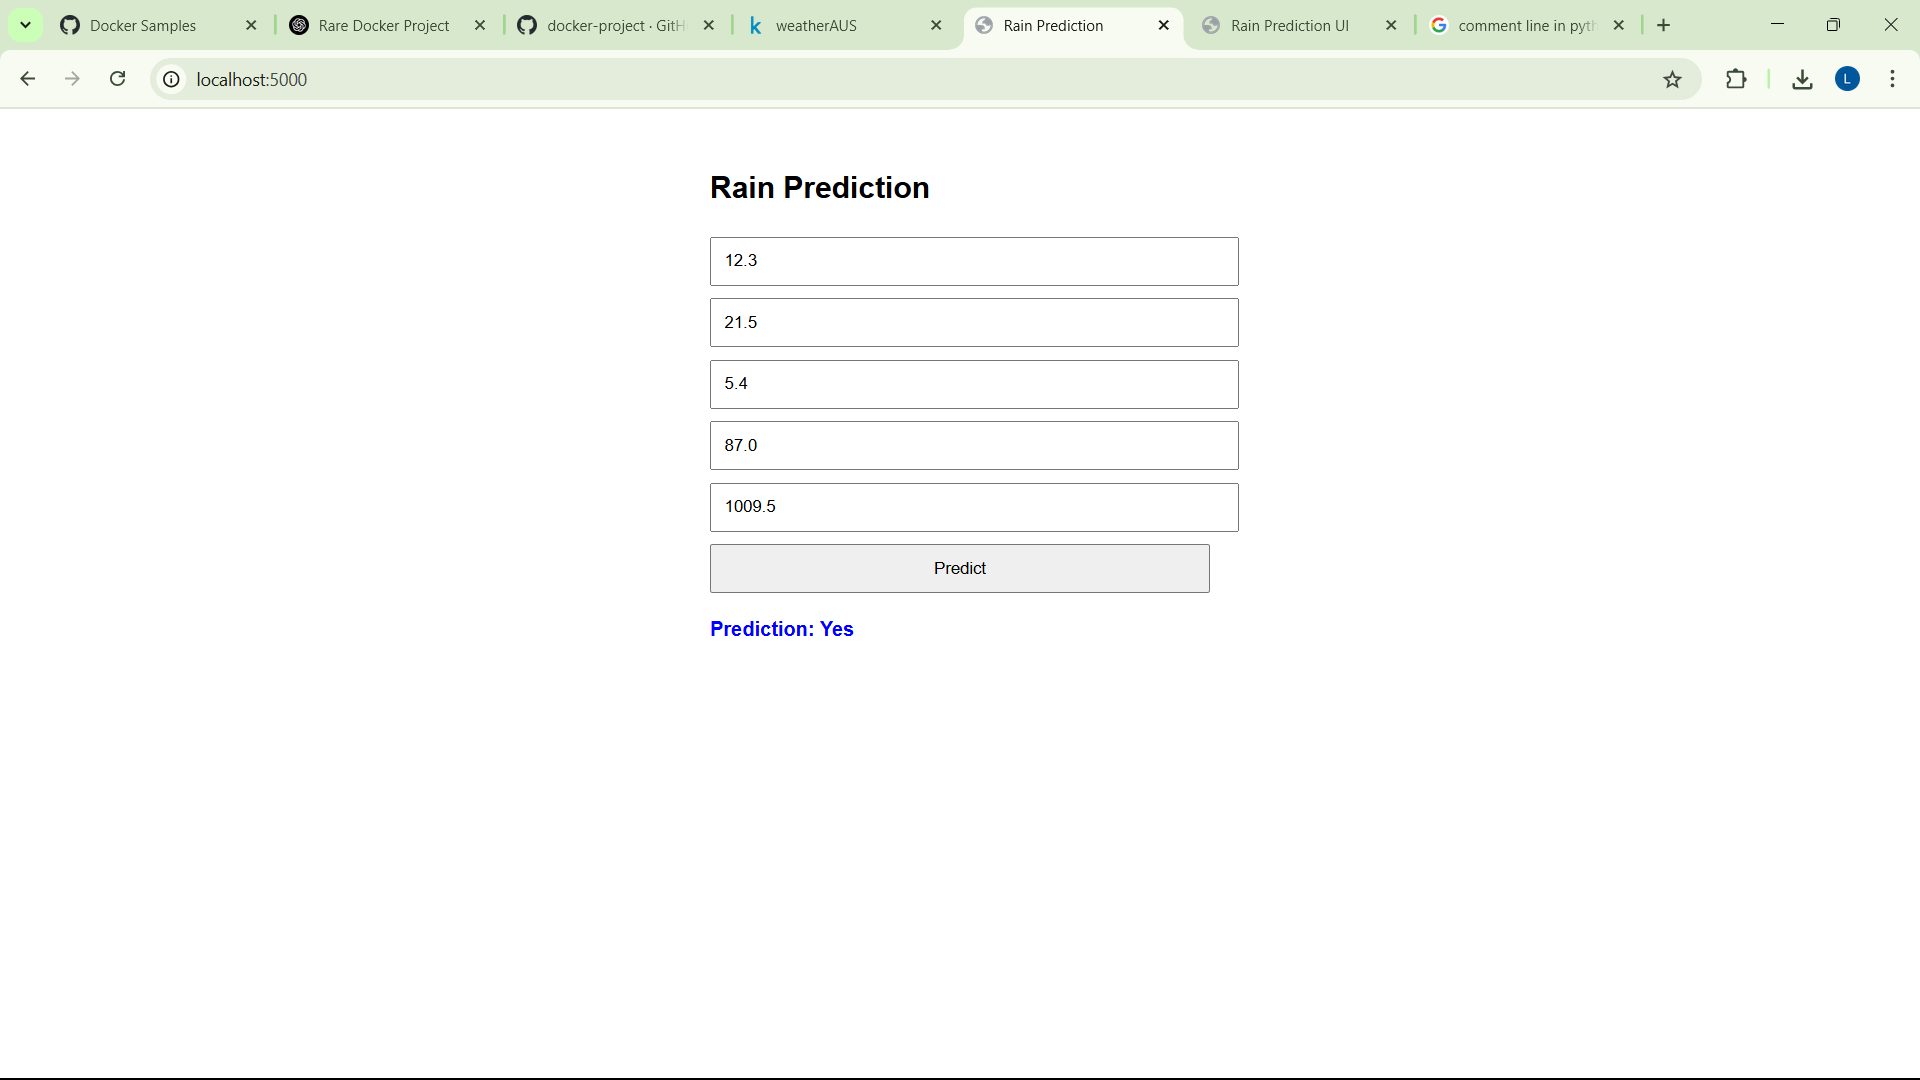 Docker Samples
Rare Docker Project
docker-project · GitH
weatherAUS
Rain Prediction
Rain Prediction UI
comment line in pyth
localhost:5000
L
Rain Prediction
12.3
21.5
5.4
87.0
1009.5
Predict
Prediction: Yes